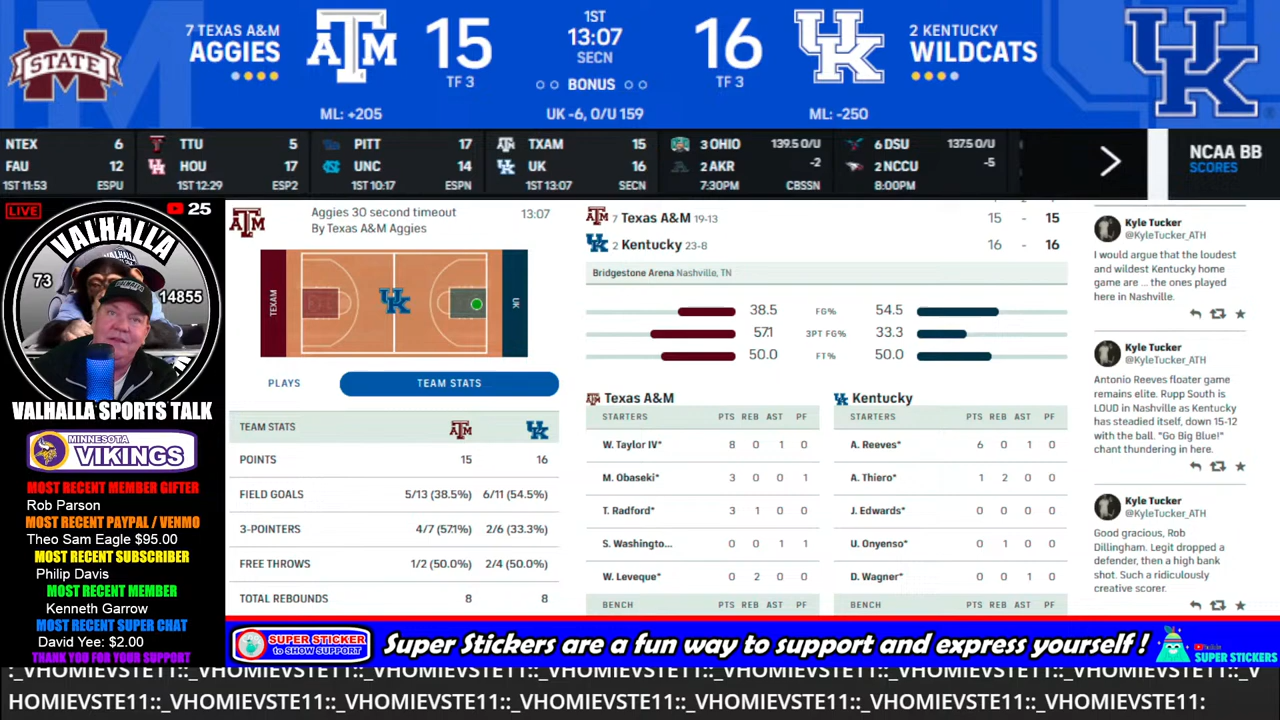 STATE
7 TEXAS A&M
AGGIES
ATM
15
TF 3
ML: +205
1ST
13:07
SECN
BONUS
UK -6, O/U 159
16
TF 3
ML: -250
UK
2 KENTUCKY
WILDCATS
UK
NTEX 6
FAU 12
1ST 11:53 ESPU
TTU 5
HOU 17
1ST 12:29 ESP2
PITT 17
UNC 14
1ST 10:17 ESPN
TXAM 15
UK 16
1ST 13:07 SECN
3 OHIO 139.5 O/U
2 AKR -2
7:30PM CBSSN
6 DSU 137.5 O/U
2 NCCU -5
8:00PM
NCAA BB
SCORES
LIVE
25
VALHALLA
73
14855
VALHALLA SPORTS TALK
MINNESOTA
VIKINGS
MOST RECENT MEMBER GIFTER
Rob Parson
MOST RECENT PAYPAL / VENMO
Theo Sam Eagle $95.00
MOST RECENT SUBSCRIBER
Philip Davis
MOST RECENT MEMBER
Kenneth Garrow
MOST RECENT SUPER CHAT
David Yee: $2.00
THANK YOU FOR YOUR SUPPORT
Aggies 30 second timeout
By Texas A&M Aggies
13:07
TEXAM
UK
UK
PLAYS
TEAM STATS
TEAM STATS
POINTS 15 16
FIELD GOALS 5/13 (38.5%) 6/11 (54.5%)
3-POINTERS 4/7 (57.1%) 2/6 (33.3%)
FREE THROWS 1/2 (50.0%) 2/4 (50.0%)
TOTAL REBOUNDS 8 8
7 Texas A&M 19-13 15 - 15
2 Kentucky 23-8 16 - 16
Bridgestone Arena Nashville, TN
38.5 FG% 54.5
57.1 3PT FG% 33.3
50.0 FT% 50.0
Texas A&M
STARTERS PTS REB AST PF
W. Taylor IV* 8 0 1 0
M. Obaseki* 3 0 0 1
T. Radford* 3 1 0 0
S. Washingto... 0 0 1 1
W. Leveque* 0 2 0 0
BENCH PTS REB AST PF
Kentucky
STARTERS PTS REB AST PF
A. Reeves* 6 0 1 0
A. Thiero* 1 2 0 0
J. Edwards* 0 0 0 0
U. Onyenso* 0 1 0 0
D. Wagner* 0 0 1 0
BENCH PTS REB AST PF
Kyle Tucker
@KyleTucker_ATH
I would argue that the loudest
and wildest Kentucky home
game are ... the ones played
here in Nashville.
Kyle Tucker
@KyleTucker_ATH
Antonio Reeves floater game
remains elite. Rupp South is
LOUD in Nashville as Kentucky
has steadied itself, down 15-12
with the ball. "Go Big Blue!"
chant thundering in here.
Kyle Tucker
@KyleTucker_ATH
Good gracious, Rob
Dillingham. Legit dropped a
defender, then a high bank
shot. Such a ridiculously
creative scorer.
SUPER STICKER
to SHOW SUPPORT
Super Stickers are a fun way to support and express yourself !
YouTube
SUPER STICKERS
:_VHOMIEVSTE11::_VHOMIEVSTE11::_VHOMIEVSTE11::_VHOMIEVSTE11::_VHOMIEVSTE11::_VHOMIEVSTE11::_V
HOMIEVSTE11::_VHOMIEVSTE11::_VHOMIEVSTE11::_VHOMIEVSTE11::_VHOMIEVSTE11::_VHOMIEVSTE11: